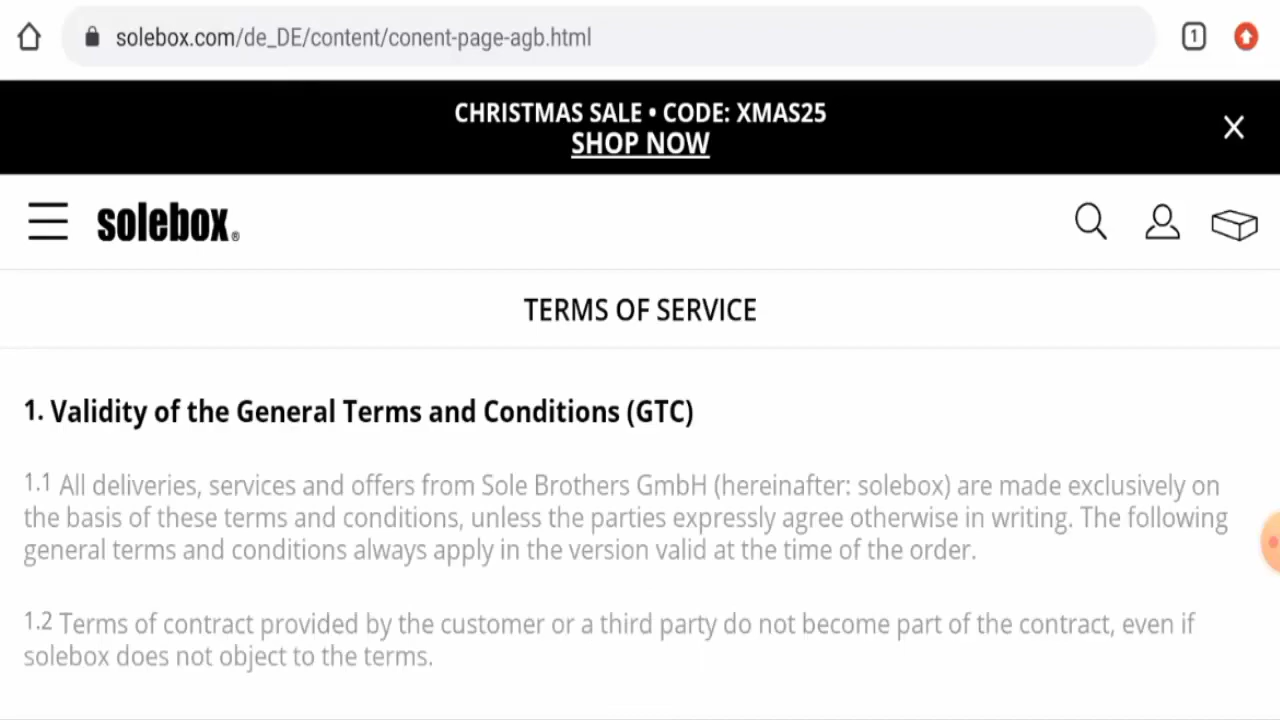 solebox.com/de_DE/content/conent-page-agb.html
1
CHRISTMAS SALE • CODE: XMAS25
SHOP NOW
solebox®
TERMS OF SERVICE
1. Validity of the General Terms and Conditions (GTC)
1.1 All deliveries, services and offers from Sole Brothers GmbH (hereinafter: solebox) are made exclusively on
the basis of these terms and conditions, unless the parties expressly agree otherwise in writing. The following
general terms and conditions always apply in the version valid at the time of the order.
1.2 Terms of contract provided by the customer or a third party do not become part of the contract, even if
solebox does not object to the terms.